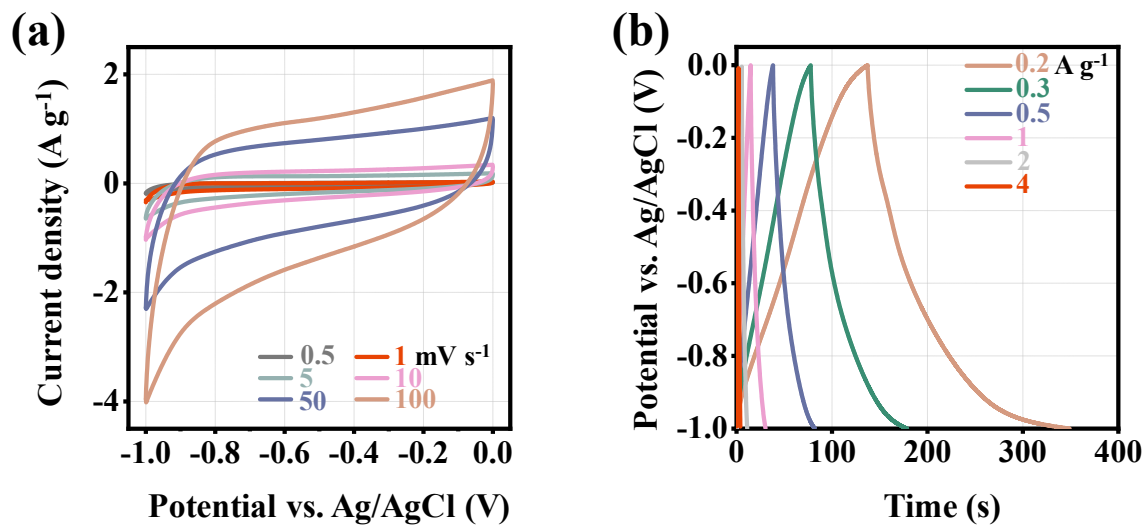 (a)
Current density (A g-1)
2
0
-2
-4
0.5
1 mV s-1
5
10
50
100
-1.0 -0.8 -0.6 -0.4 -0.2 0.0
Potential vs. Ag/AgCl (V)
(b)
Potential vs. Ag/AgCl (V)
0.0
-0.2
-0.4
-0.6
-0.8
-1.0
0.2 A g-1
0.3
0.5
1
2
4
0 100 200 300 400
Time (s)